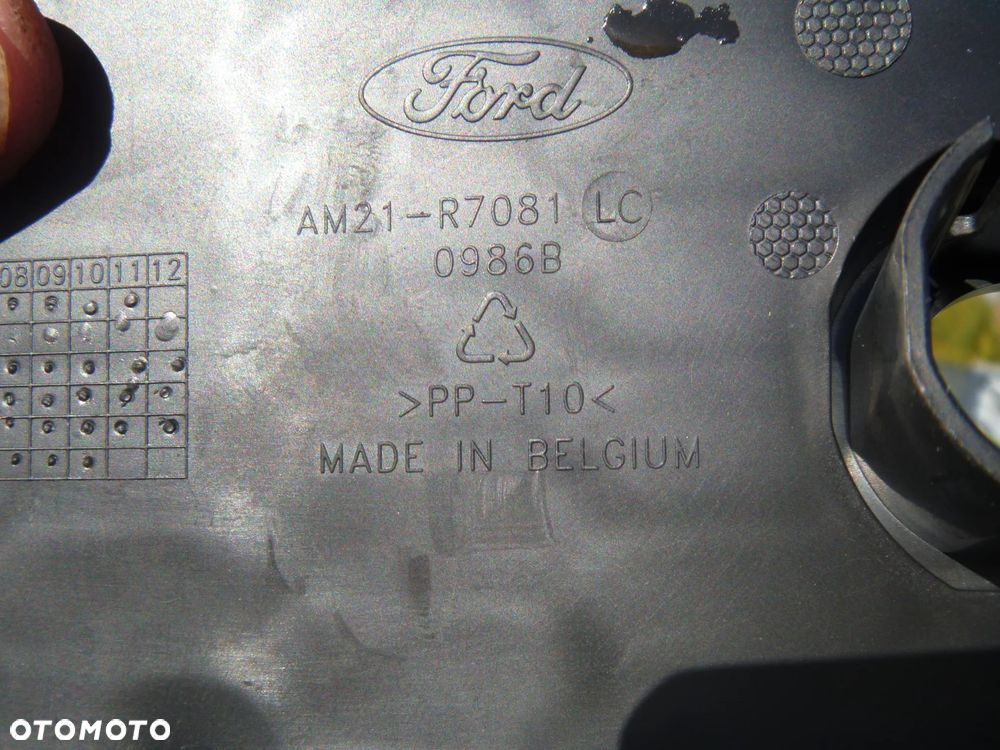 Ford
AM21-R7081 LC
0986B
08 09 10 11 12
>PP-T10<
MADE IN BELGIUM
OTOMOTO